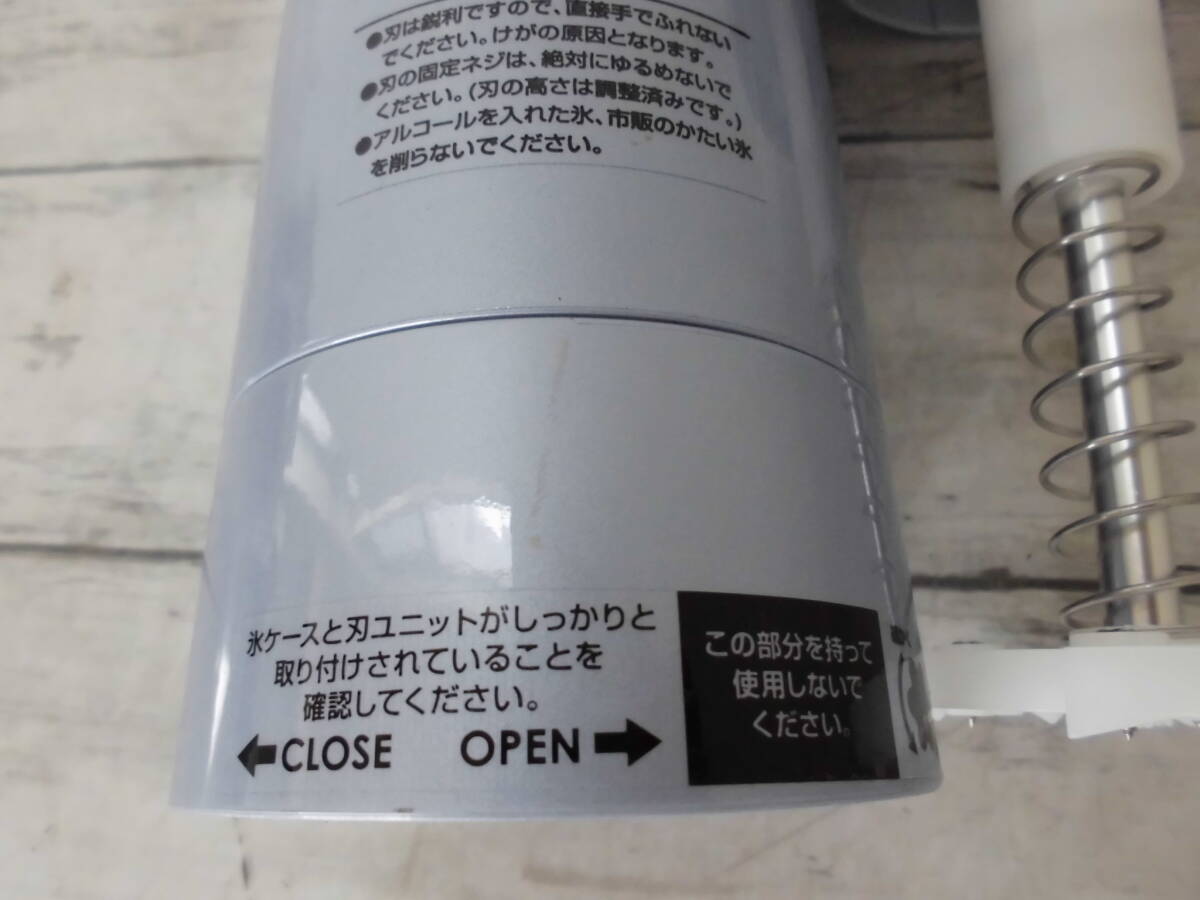 ●刃は鋭利ですので、直接手でふれない
でください。けがの原因となります。
●刃の固定ネジは、絶対にゆるめないで
ください。(刃の高さは調整済みです。)
●アルコールを入れた氷、市販のかたい氷
を削らないでください。
氷ケースと刃ユニットがしっかりと
取り付けされていることを
確認してください。
←CLOSE OPEN→
この部分を持って
使用しないで
ください。